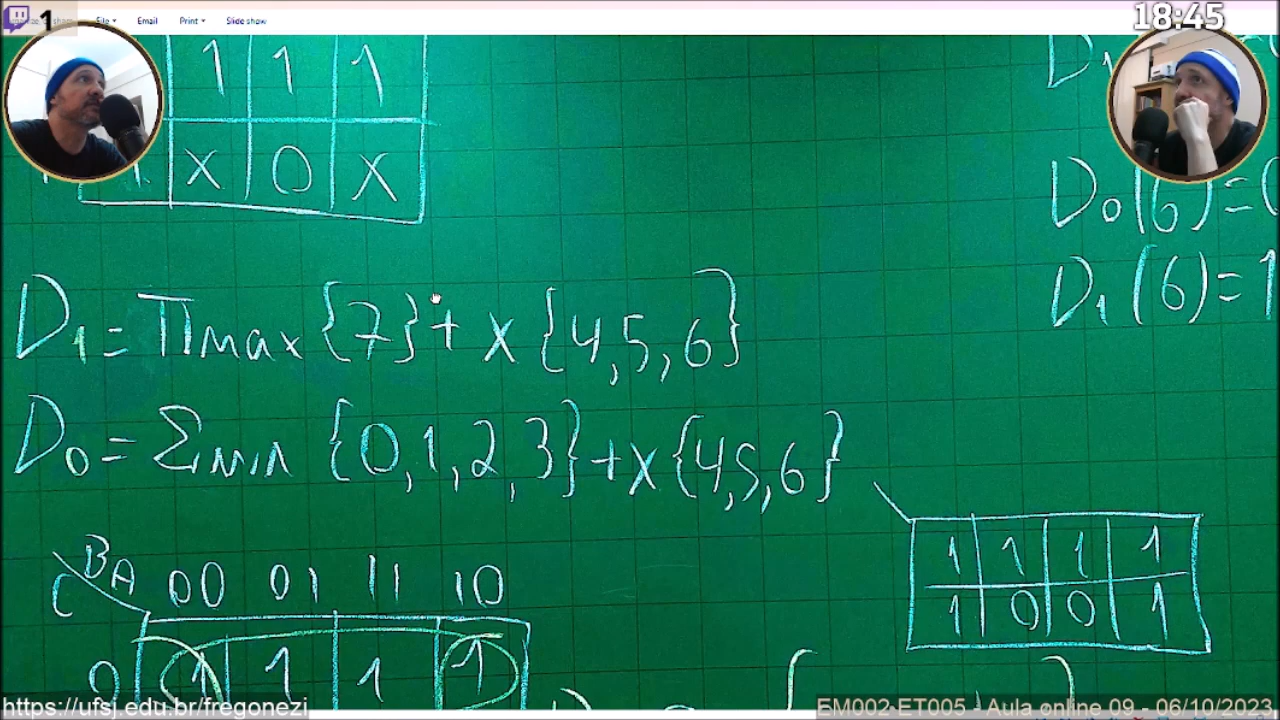 1 18:45
File Email Print Slide show
1 1 1
X 0 X
D0(6)=
D1(6)=1
D1 = ΠMax {7} + X {4,5,6}
D0 = ΣMIN {0,1,2,3} + X {4,5,6}
1 1 1 1
1 0 0 1
BA 00 01 11 10
C
0 1 1 1 1
https://ufsj.edu.br/fregonezi
EM002-ET005 - Aula online 09 - 06/10/2023